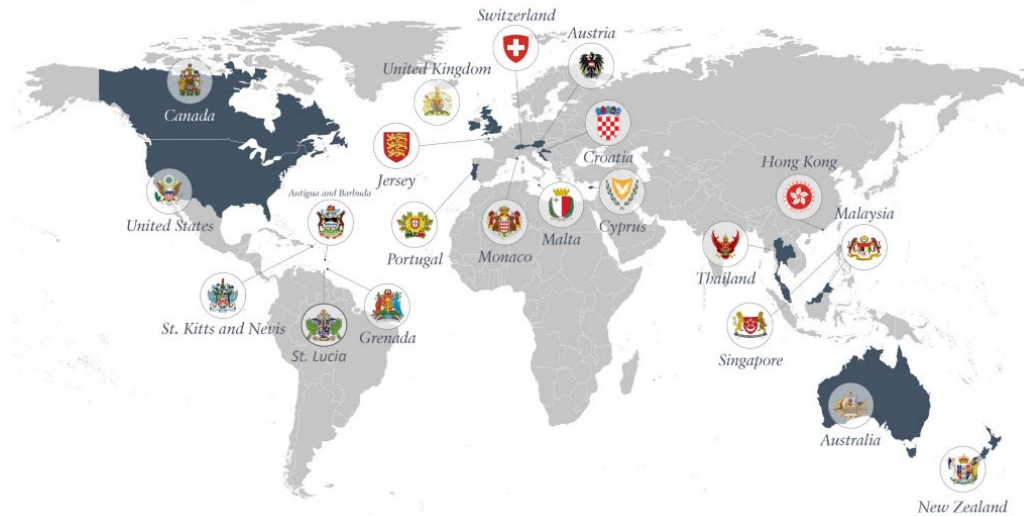 Switzerland
Austria
United Kingdom
Canada
Croatia
Hong Kong
Jersey
Antigua and Barbuda
Malaysia
United States
Portugal
Monaco
Malta
Cyprus
Thailand
St. Kitts and Nevis
St. Lucia
Grenada
Singapore
Australia
New Zealand